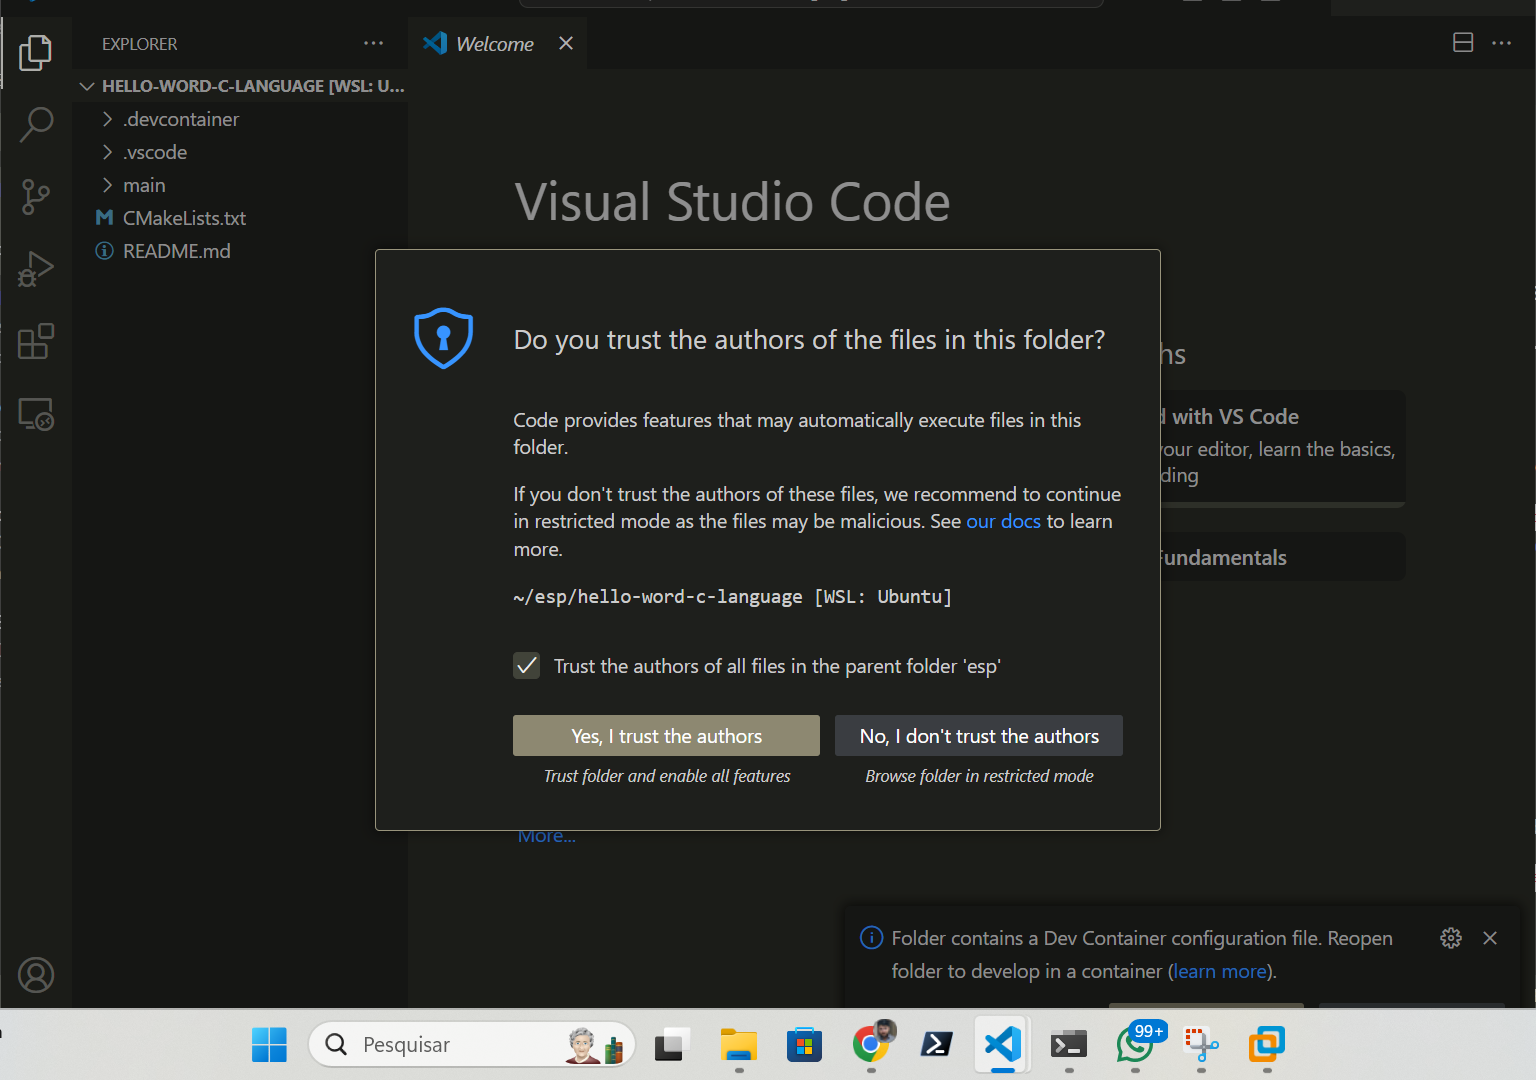 EXPLORER
Welcome
HELLO-WORD-C-LANGUAGE [WSL: U...
.devcontainer
.vscode
main
CMakeLists.txt
README.md
Visual Studio Code
Do you trust the authors of the files in this folder?
Code provides features that may automatically execute files in this
folder.
If you don't trust the authors of these files, we recommend to continue
in restricted mode as the files may be malicious. See our docs to learn
more.
~/esp/hello-word-c-language [WSL: Ubuntu]
Trust the authors of all files in the parent folder 'esp'
Yes, I trust the authors
No, I don't trust the authors
Trust folder and enable all features
Browse folder in restricted mode
hs
d with VS Code
our editor, learn the basics,
ding
Fundamentals
More...
Folder contains a Dev Container configuration file. Reopen
folder to develop in a container (learn more).
Pesquisar
99+